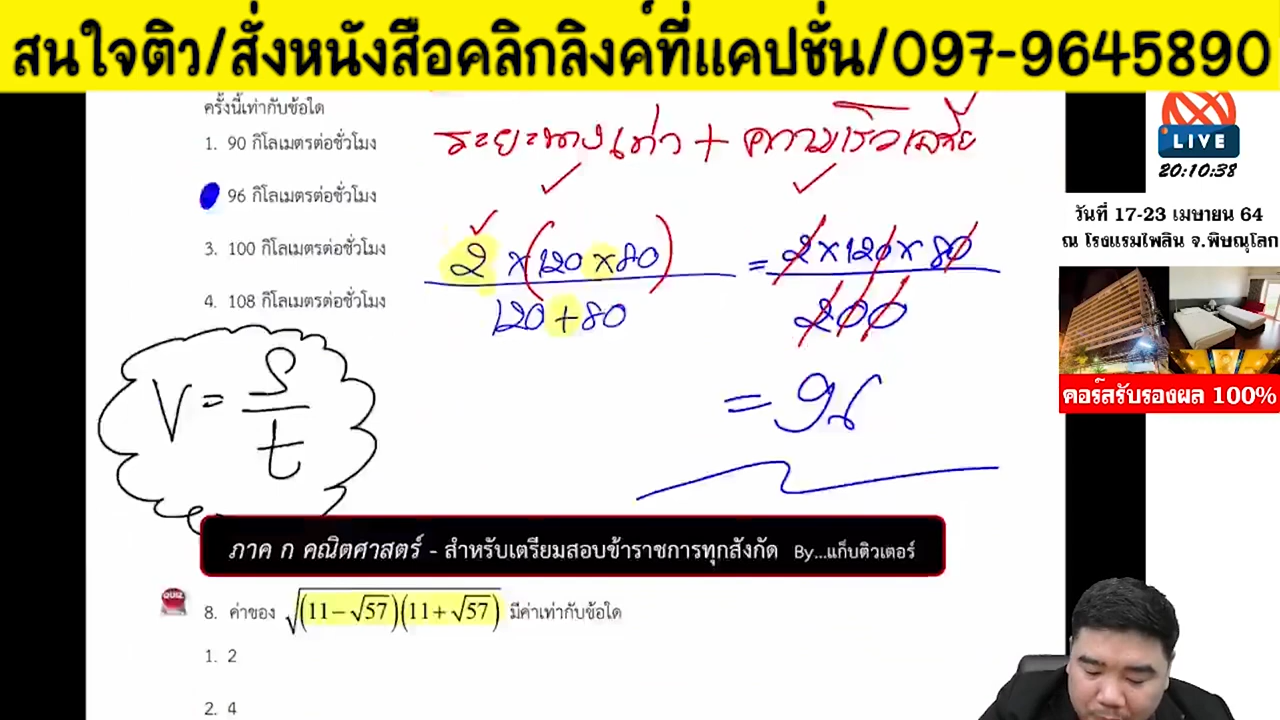 สนใจติว/สั่งหนังสือคลิกลิงค์ที่แคปชั่น/097-9645890
ครั้งนี้เท่ากับข้อใด
1. 90 กิโลเมตรต่อชั่วโมง
96 กิโลเมตรต่อชั่วโมง
3. 100 กิโลเมตรต่อชั่วโมง
4. 108 กิโลเมตรต่อชั่วโมง
ระยะทางเท่า + ความเร็วเฉลี่ย
2 × (120 × 80) = 2 × 120 × 80
120 + 80 200
= 96
V = S
t
LIVE
20:10:38
วันที่ 17-23 เมษายน 64
ณ โรงแรมไพลิน จ.พิษณุโลก
คอร์สรับรองผล 100%
ภาค ก คณิตศาสตร์ - สำหรับเตรียมสอบข้าราชการทุกสังกัด By...แก็บติวเตอร์
QUIZ
8. ค่าของ √(11−√57)(11+√57) มีค่าเท่ากับข้อใด
1. 2
2. 4